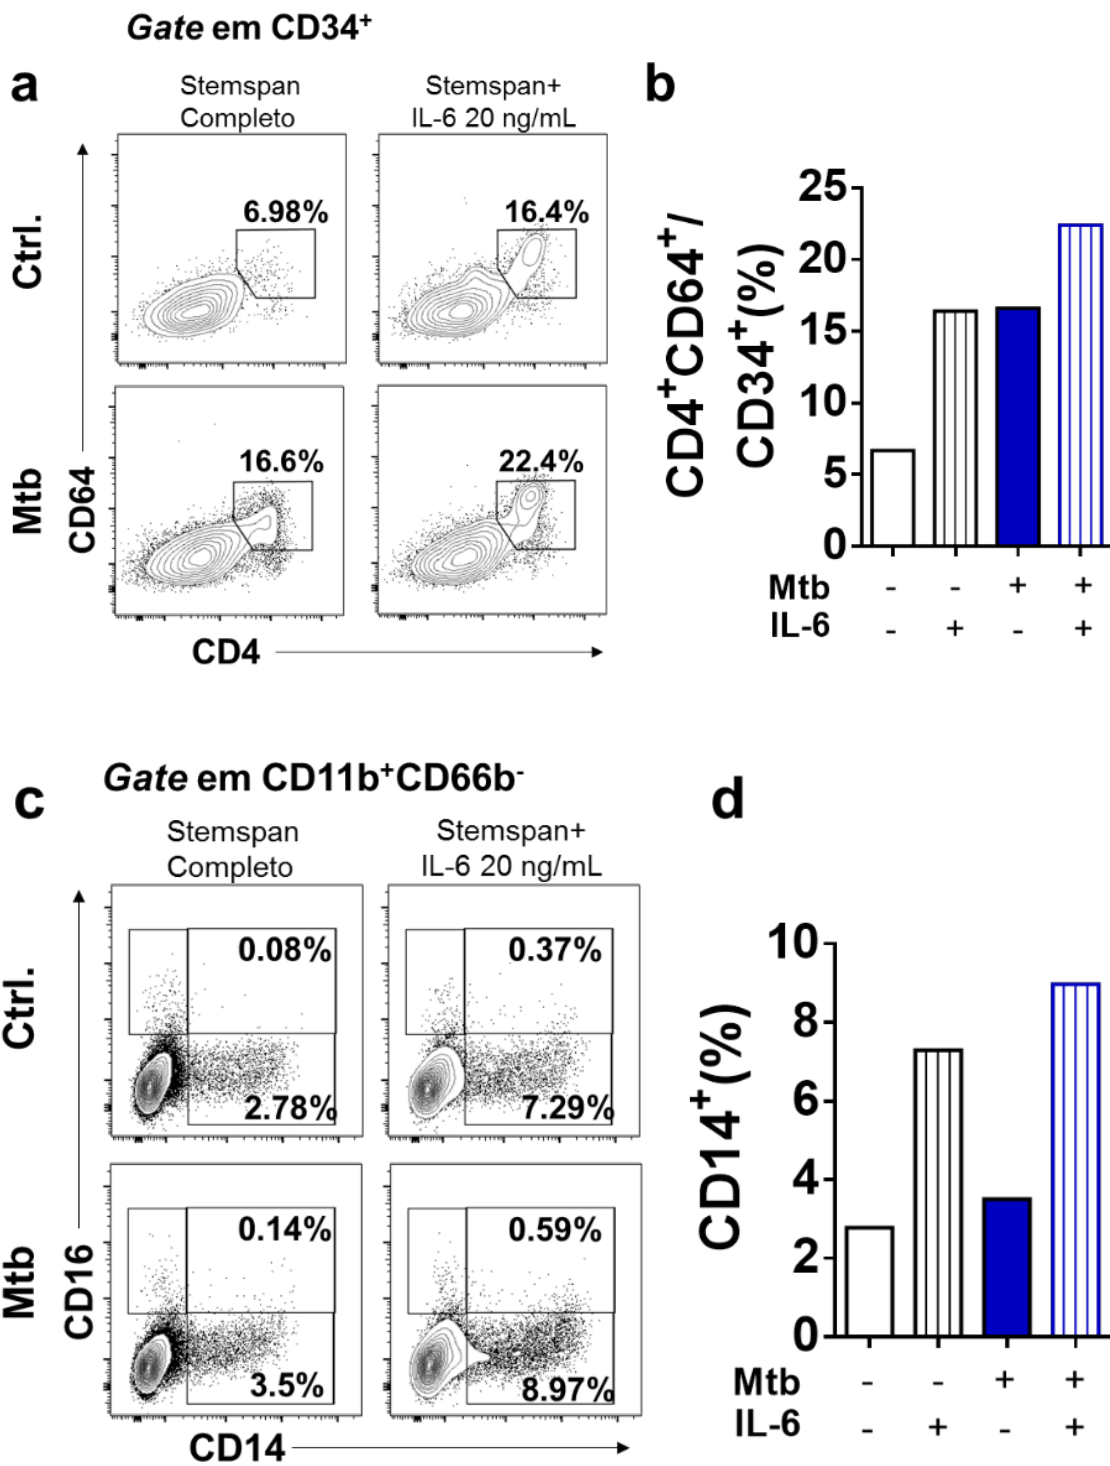 Gate em CD34⁺
a
Stemspan
Completo
Stemspan+
IL-6 20 ng/mL
Ctrl.
6.98%
16.4%
Mtb
CD64
16.6%
22.4%
CD4
b
CD4⁺CD64⁺/
CD34⁺(%)
25
20
15
10
5
0
Mtb - - + +
IL-6 - + - +
c
Gate em CD11b⁺CD66b⁻
Stemspan
Completo
Stemspan+
IL-6 20 ng/mL
Ctrl.
0.08%
2.78%
0.37%
7.29%
Mtb
CD16
0.14%
3.5%
0.59%
8.97%
CD14
d
CD14⁺(%)
10
8
6
4
2
0
Mtb - - + +
IL-6 - + - +